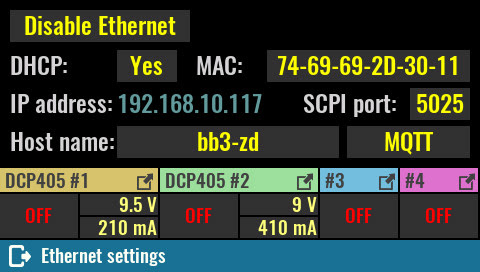 Disable Ethernet
DHCP: Yes MAC: 74-69-69-2D-30-11
IP address: 192.168.10.117 SCPI port: 5025
Host name: bb3-zd MQTT
DCP405 #1 DCP405 #2 #3 #4
OFF 9.5 V OFF 9 V OFF OFF
210 mA 410 mA
Ethernet settings